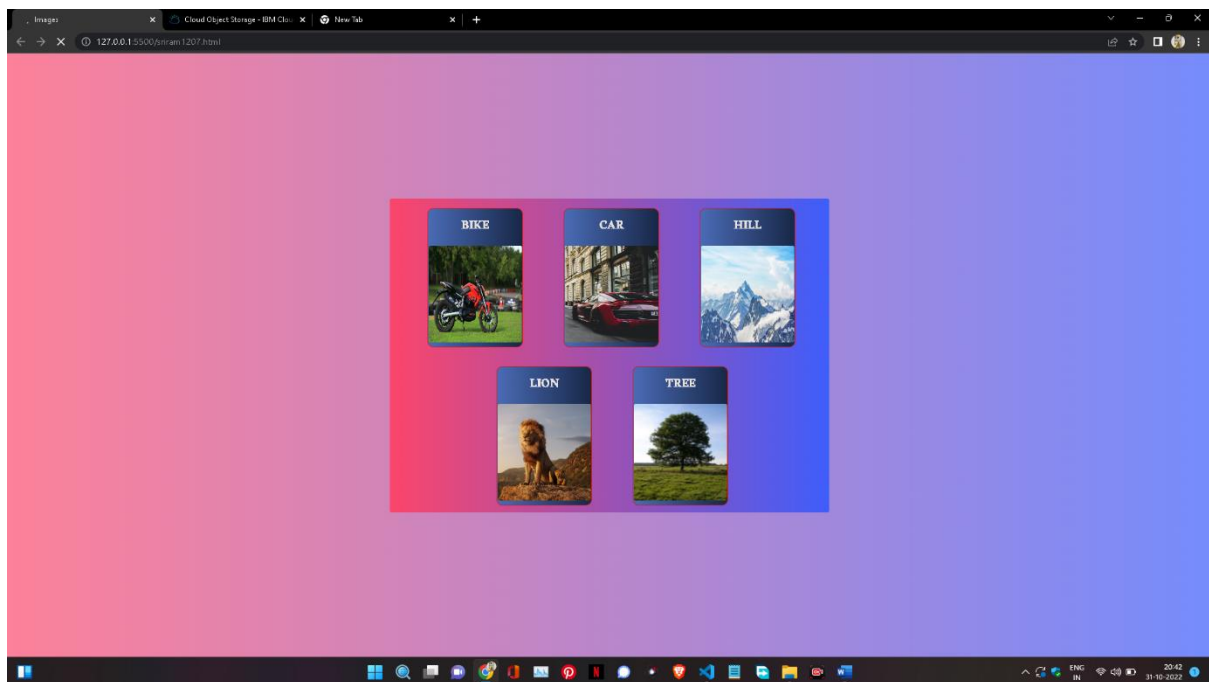 Images
Cloud Object Storage - IBM Clou
New Tab
127.0.0.1:5500/snram1207.html
BIKE
CAR
HILL
LION
TREE
ENG
IN
20:42
31-10-2022